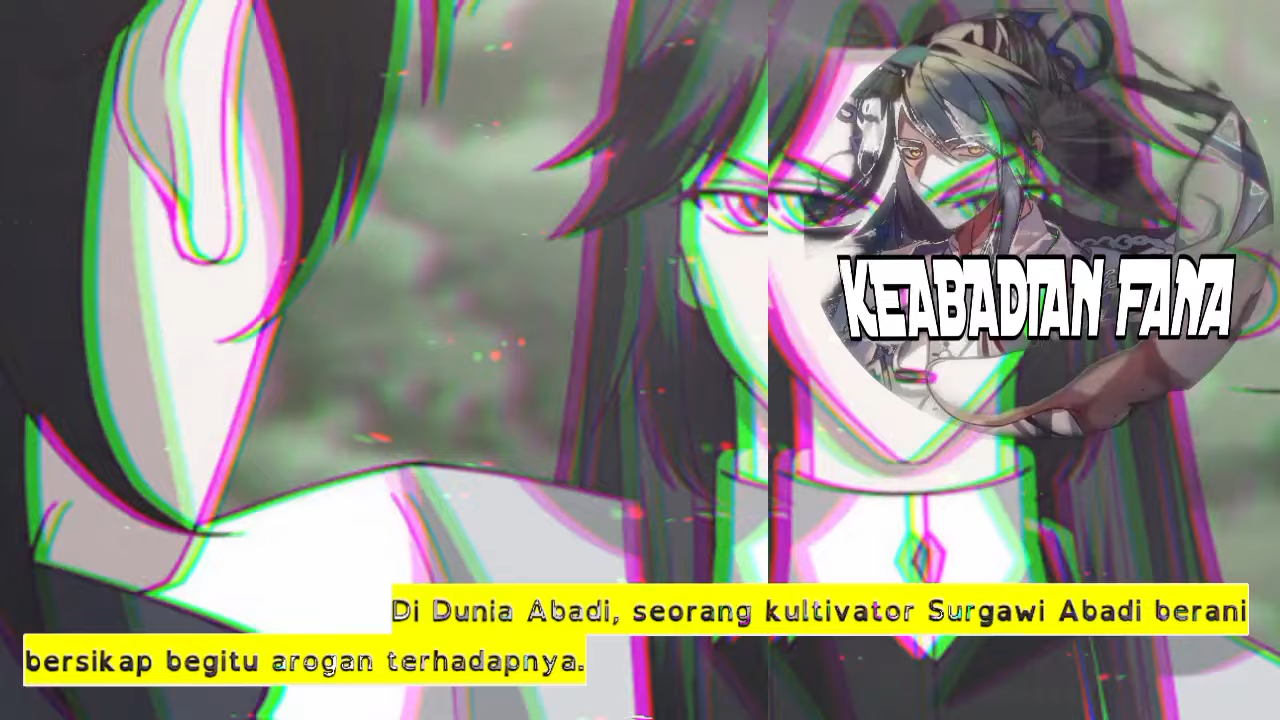 KEABADIAN FANA
Di Dunia Abadi, seorang kultivator Surgawi Abadi berani
bersikap begitu arogan terhadapnya.